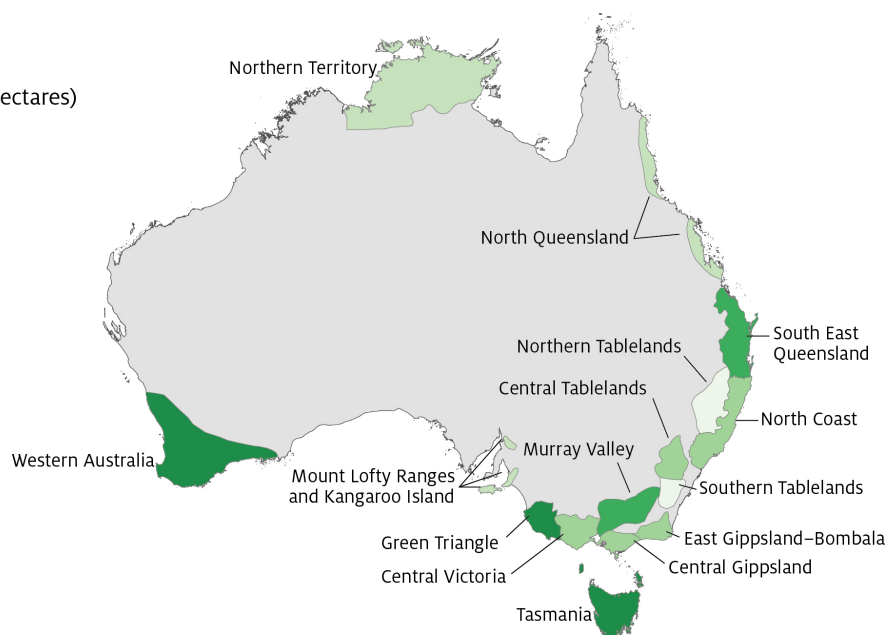 Northern Territory
ectares)
North Queensland
South East
Queensland
Northern Tablelands
Central Tablelands
North Coast
Murray Valley
Western Australia
Mount Lofty Ranges
and Kangaroo Island
Southern Tablelands
Green Triangle
East Gippsland–Bombala
Central Gippsland
Central Victoria
Tasmania